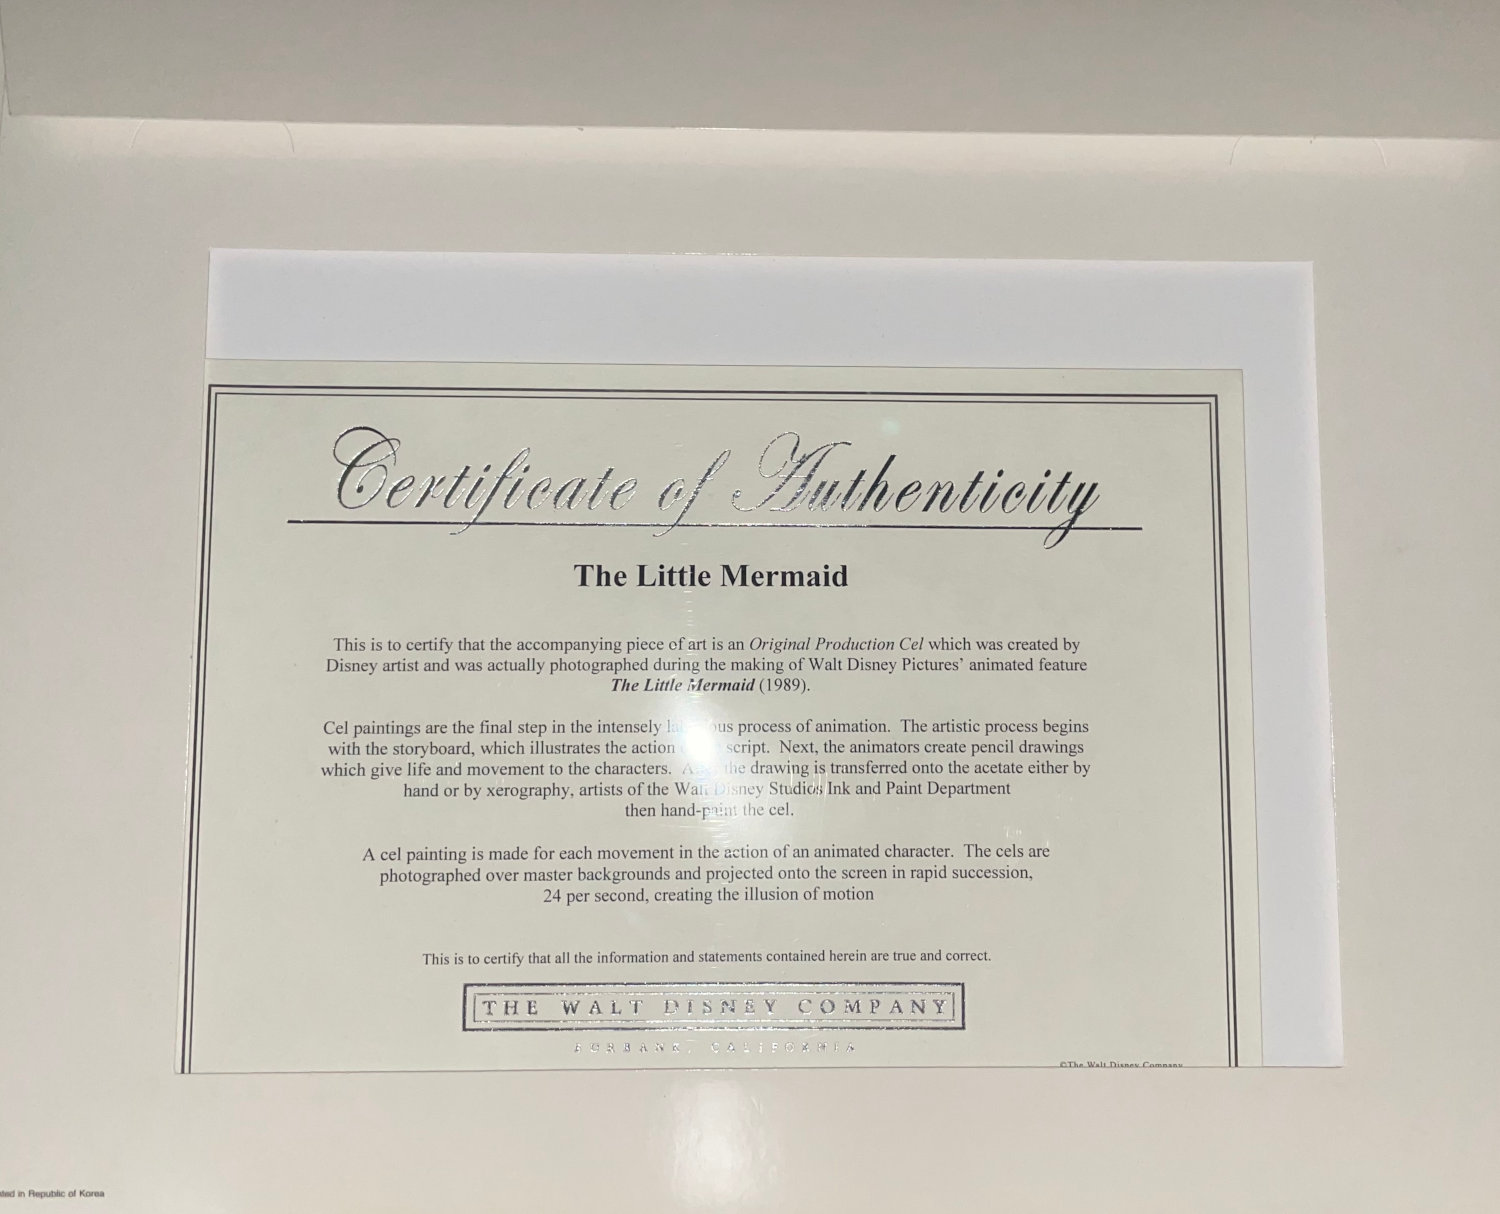 Certificate of Authenticity
The Little Mermaid
This is to certify that the accompanying piece of art is an Original Production Cel which was created by
Disney artist and was actually photographed during the making of Walt Disney Pictures' animated feature
The Little Mermaid (1989).
Cel paintings are the final step in the intensely process of animation. The artistic process begins
with the storyboard, which illustrates the action script. Next, the animators create pencil drawings
which give life and movement to the characters. the drawing is transferred onto the acetate either by
hand or by xerography, artists of the Walt Disney Studios Ink and Paint Department
then hand-paint the cel.
A cel painting is made for each movement in the action of an animated character. The cels are
photographed over master backgrounds and projected onto the screen in rapid succession,
24 per second, creating the illusion of motion
This is to certify that all the information and statements contained herein are true and correct.
THE WALT DISNEY COMPANY
BURBANK, CALIFORNIA
©The Walt Disney Company
in Republic of Korea